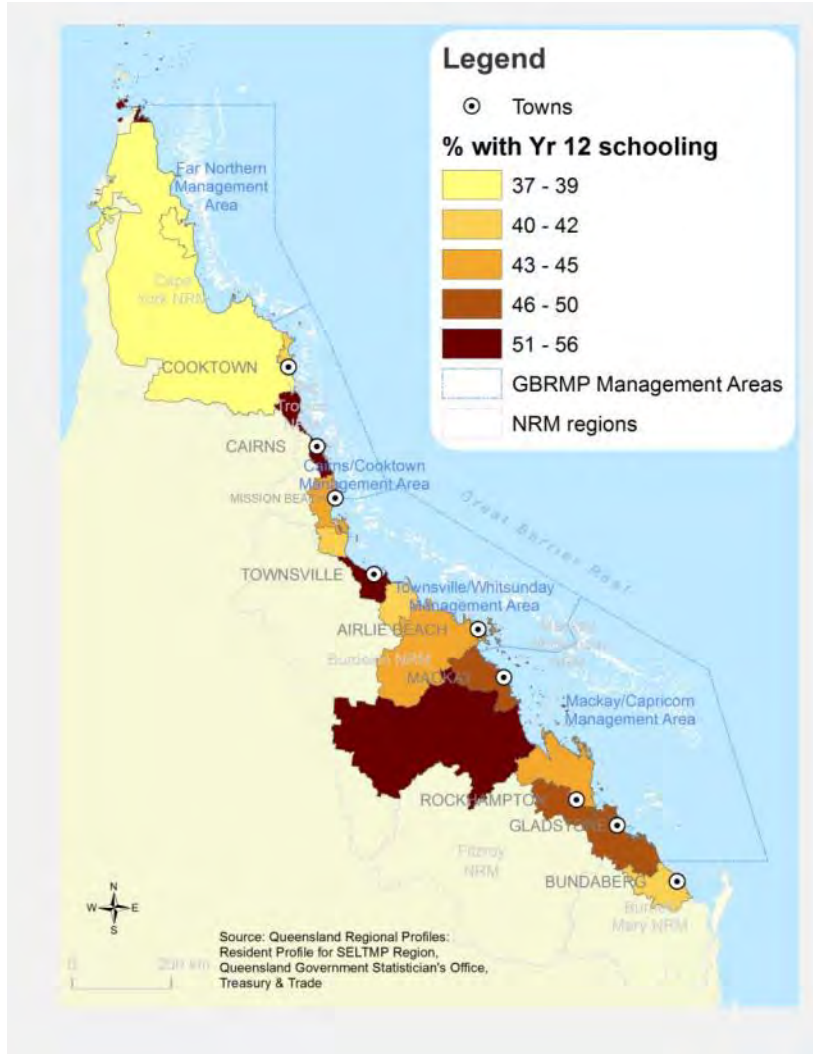 Legend
Towns
% with Yr 12 schooling
37 - 39
40 - 42
43 - 45
46 - 50
51 - 56
GBRMP Management Areas
NRM regions
Far Northern
Management
Area
Cape
York NRM
COOKTOWN
CAIRNS
Cairns/Cooktown
Management Area
MISSION BEACH
Great Barrier Reef
TOWNSVILLE
Townsville/Whitsunday
Management Area
AIRLIE BEACH
Burdekin NRM
MACKAY
Mackay/Capricorn
Management Area
ROCKHAMPTON
GLADSTONE
Fitzroy
NRM
BUNDABERG
Mary NRM
N
W E
S
Source: Queensland Regional Profiles:
Resident Profile for SELTMP Region,
Queensland Government Statistician's Office,
Treasury & Trade
0 250 km